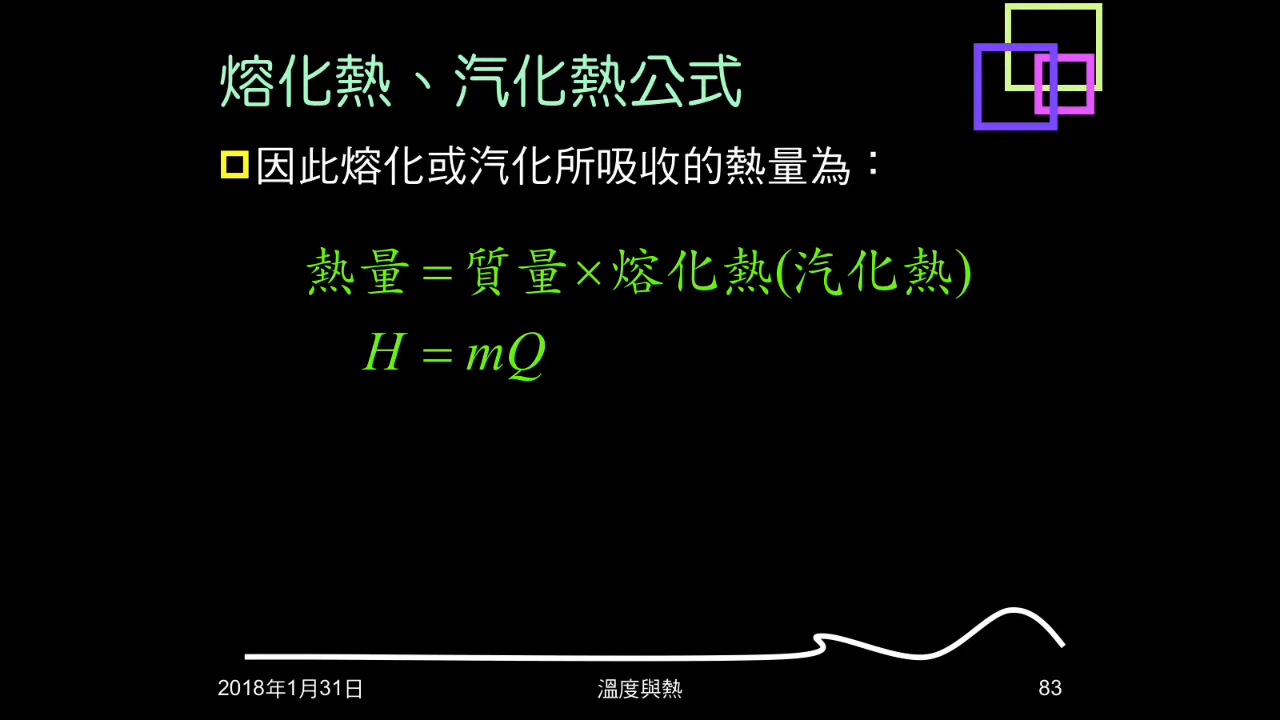 熔化熱、汽化熱公式
因此熔化或汽化所吸收的熱量為：
熱量=質量×熔化熱(汽化熱)
H = mQ
2018年1月31日
溫度與熱
83